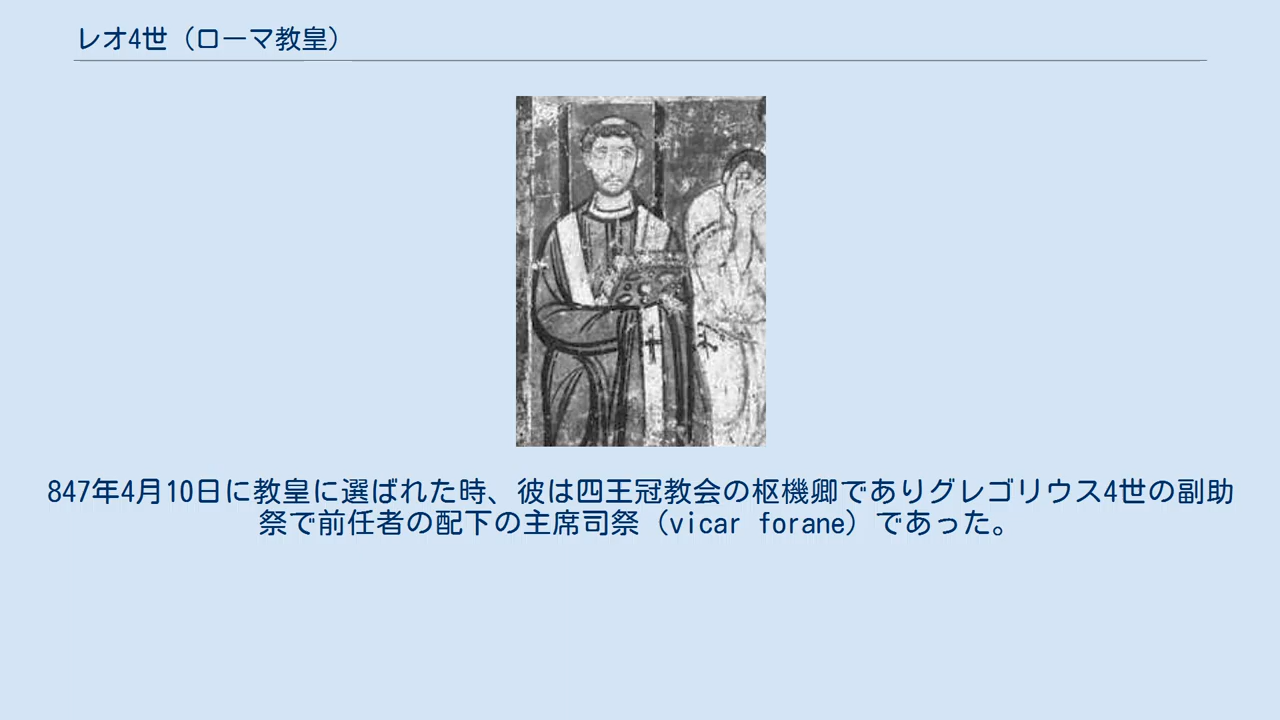 レオ4世（ローマ教皇）
847年4月10日に教皇に選ばれた時、彼は四王冠教会の枢機卿でありグレゴリウス4世の副助
祭で前任者の配下の主席司祭（vicar forane）であった。